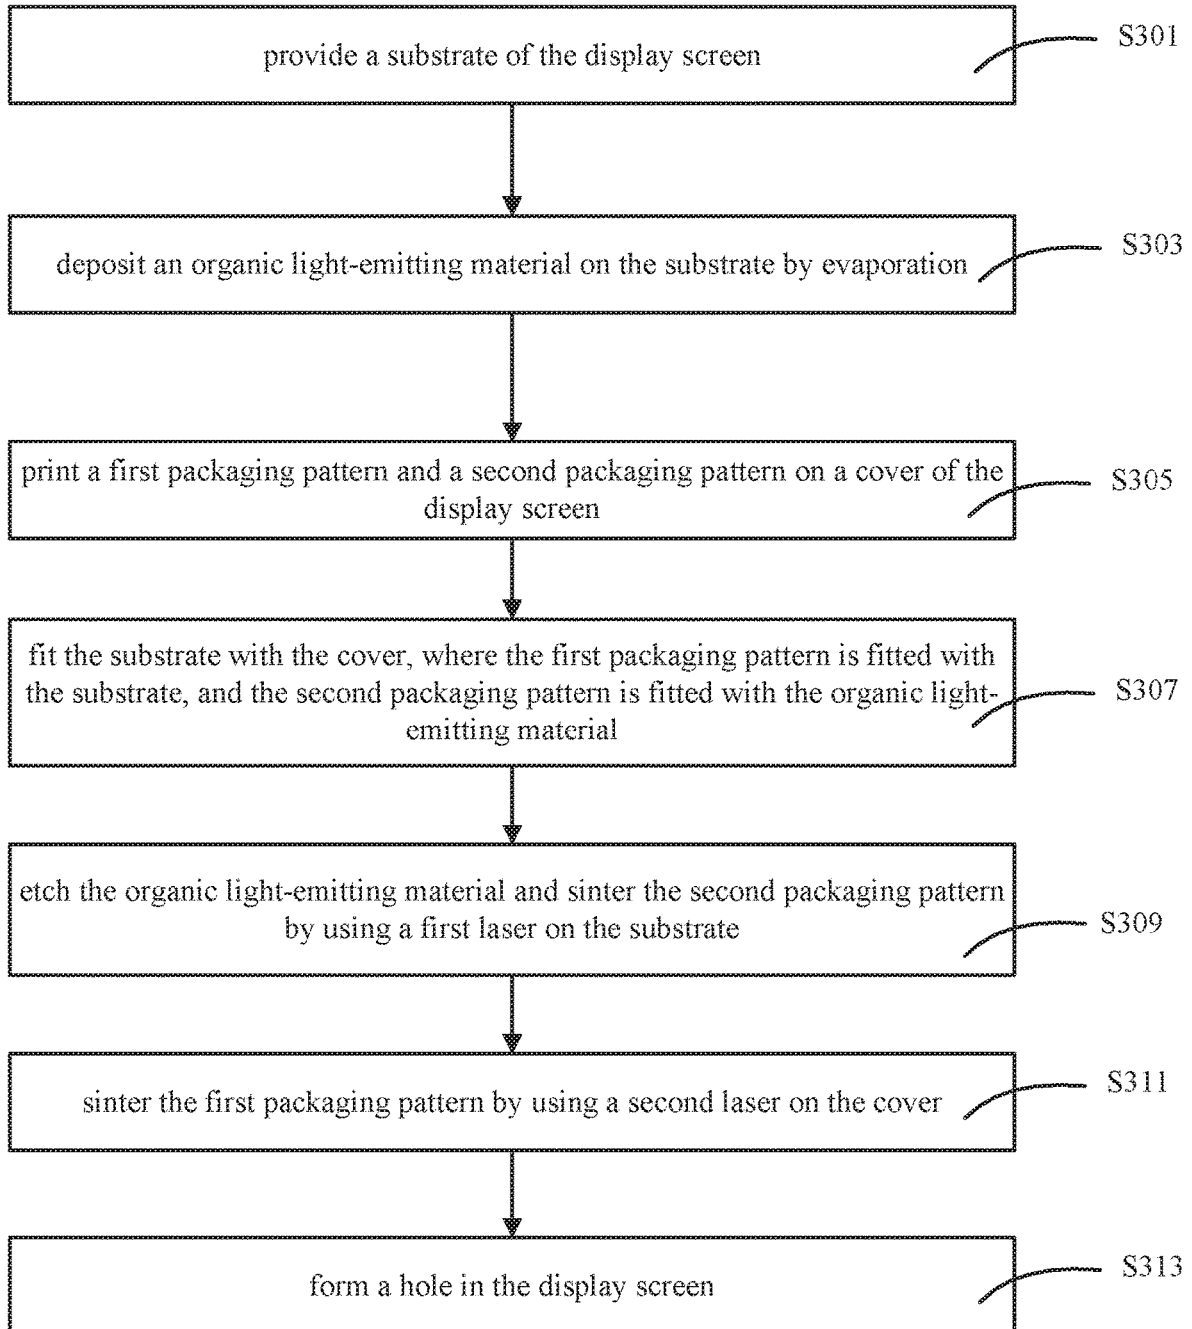 provide a substrate of the display screen
S301
deposit an organic light-emitting material on the substrate by evaporation
S303
print a first packaging pattern and a second packaging pattern on a cover of the
display screen
S305
fit the substrate with the cover, where the first packaging pattern is fitted with
the substrate, and the second packaging pattern is fitted with the organic light-
emitting material
S307
etch the organic light-emitting material and sinter the second packaging pattern
by using a first laser on the substrate
S309
sinter the first packaging pattern by using a second laser on the cover
S311
form a hole in the display screen
S313